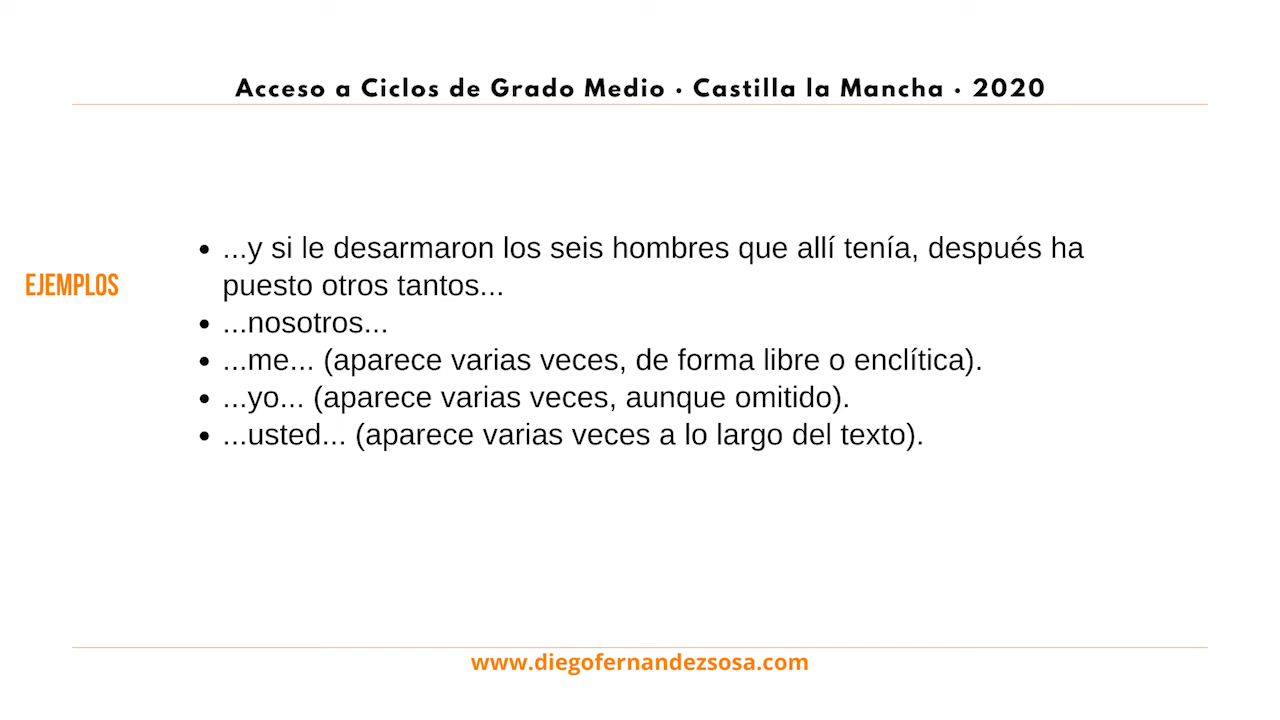 Acceso a Ciclos de Grado Medio · Castilla la Mancha · 2020
EJEMPLOS
• ...y si le desarmaron los seis hombres que allí tenía, después ha
puesto otros tantos...
• ...nosotros...
• ...me... (aparece varias veces, de forma libre o enclítica).
• ...yo... (aparece varias veces, aunque omitido).
• ...usted... (aparece varias veces a lo largo del texto).
www.diegofernandezsosa.com